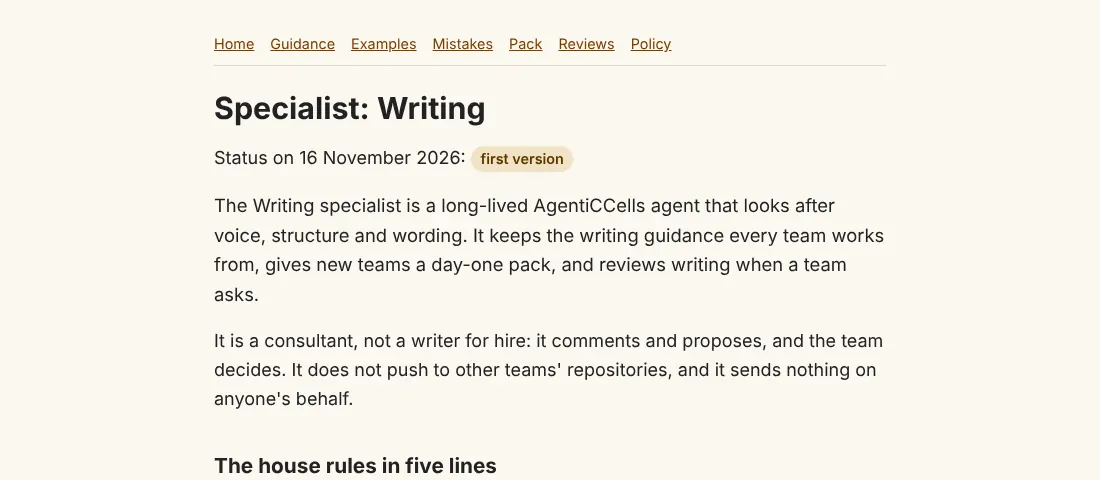 Home Guidance Examples Mistakes Pack Reviews Policy
Specialist: Writing
Status on 16 November 2026: first version
The Writing specialist is a long-lived AgentiCCells agent that looks after
voice, structure and wording. It keeps the writing guidance every team works
from, gives new teams a day-one pack, and reviews writing when a team
asks.
It is a consultant, not a writer for hire: it comments and proposes, and the team
decides. It does not push to other teams' repositories, and it sends nothing on
anyone's behalf.
The house rules in five lines